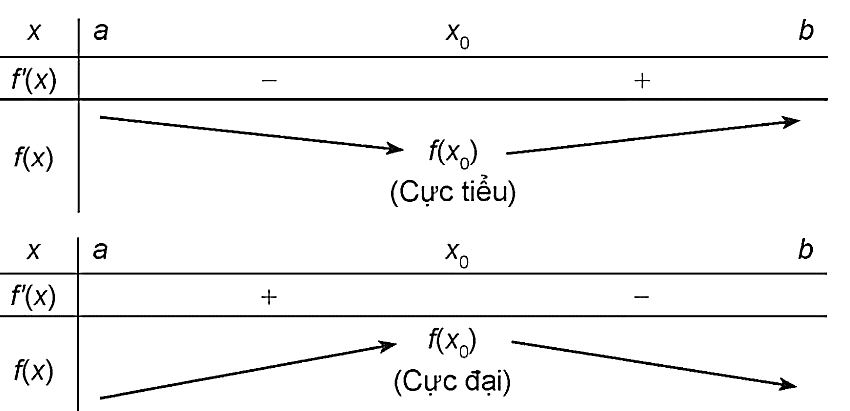 x a x₀ b
f'(x) − +
f(x) f(x₀)
(Cực tiểu)
x a x₀ b
f'(x) + −
f(x) f(x₀)
(Cực đại)